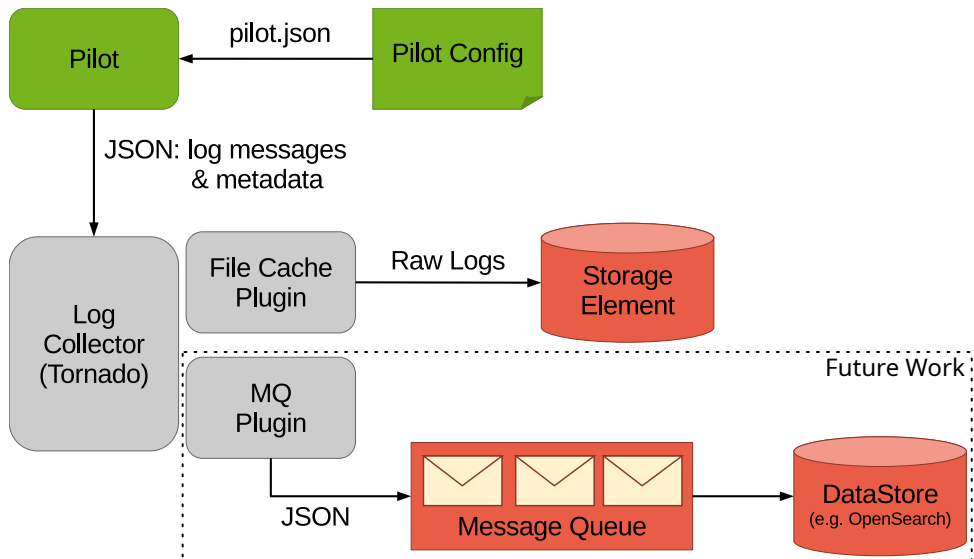 pilot.json
Pilot
Pilot Config
JSON: log messages
& metadata
File Cache
Plugin
Raw Logs
Storage
Element
Log
Collector
(Tornado)
Future Work
MQ
Plugin
JSON
Message Queue
DataStore
(e.g. OpenSearch)